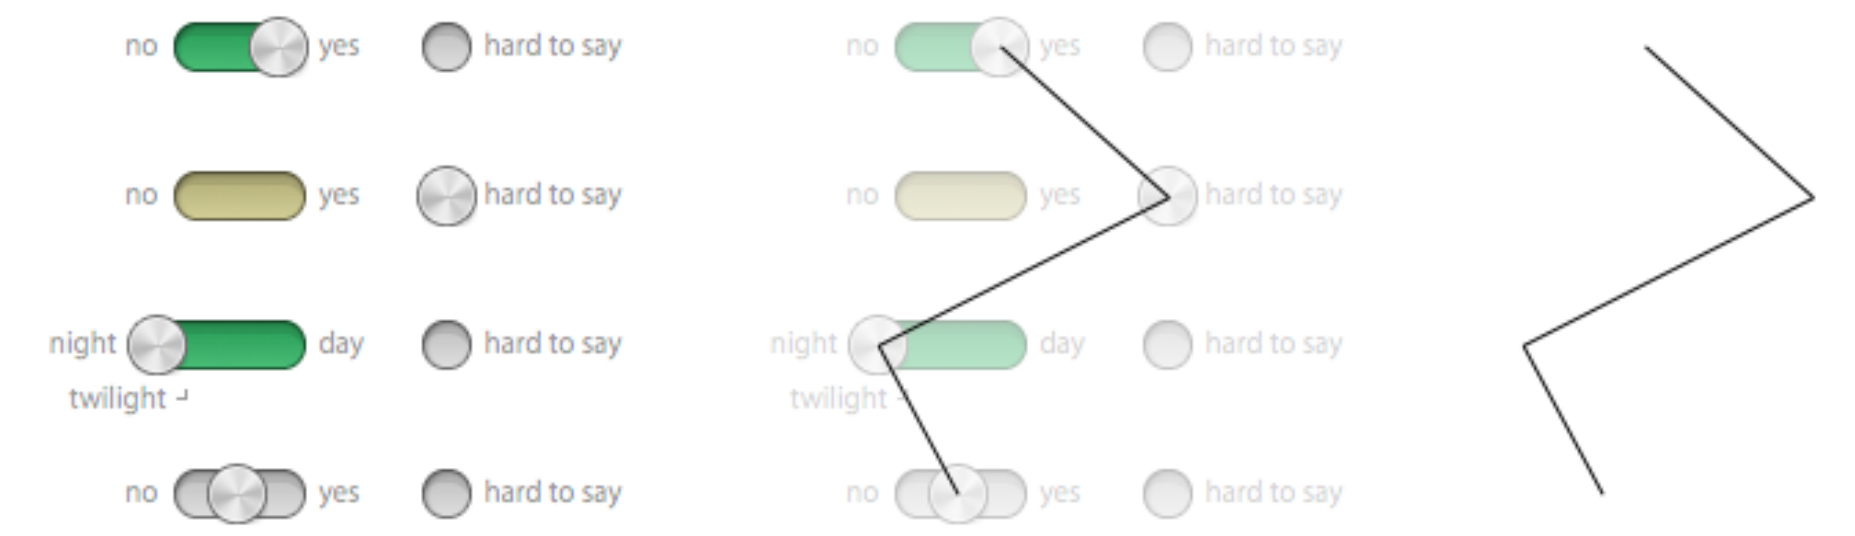 no yes hard to say no yes hard to say
no yes hard to say no yes hard to say
night day hard to say night day hard to say
twilight twilight
no yes hard to say no yes hard to say